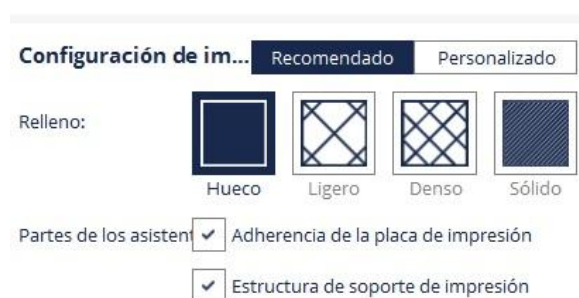 Configuración de im... Recomendado Personalizado
Relleno:
Hueco Ligero Denso Sólido
Partes de los asistent Adherencia de la placa de impresión
Estructura de soporte de impresión